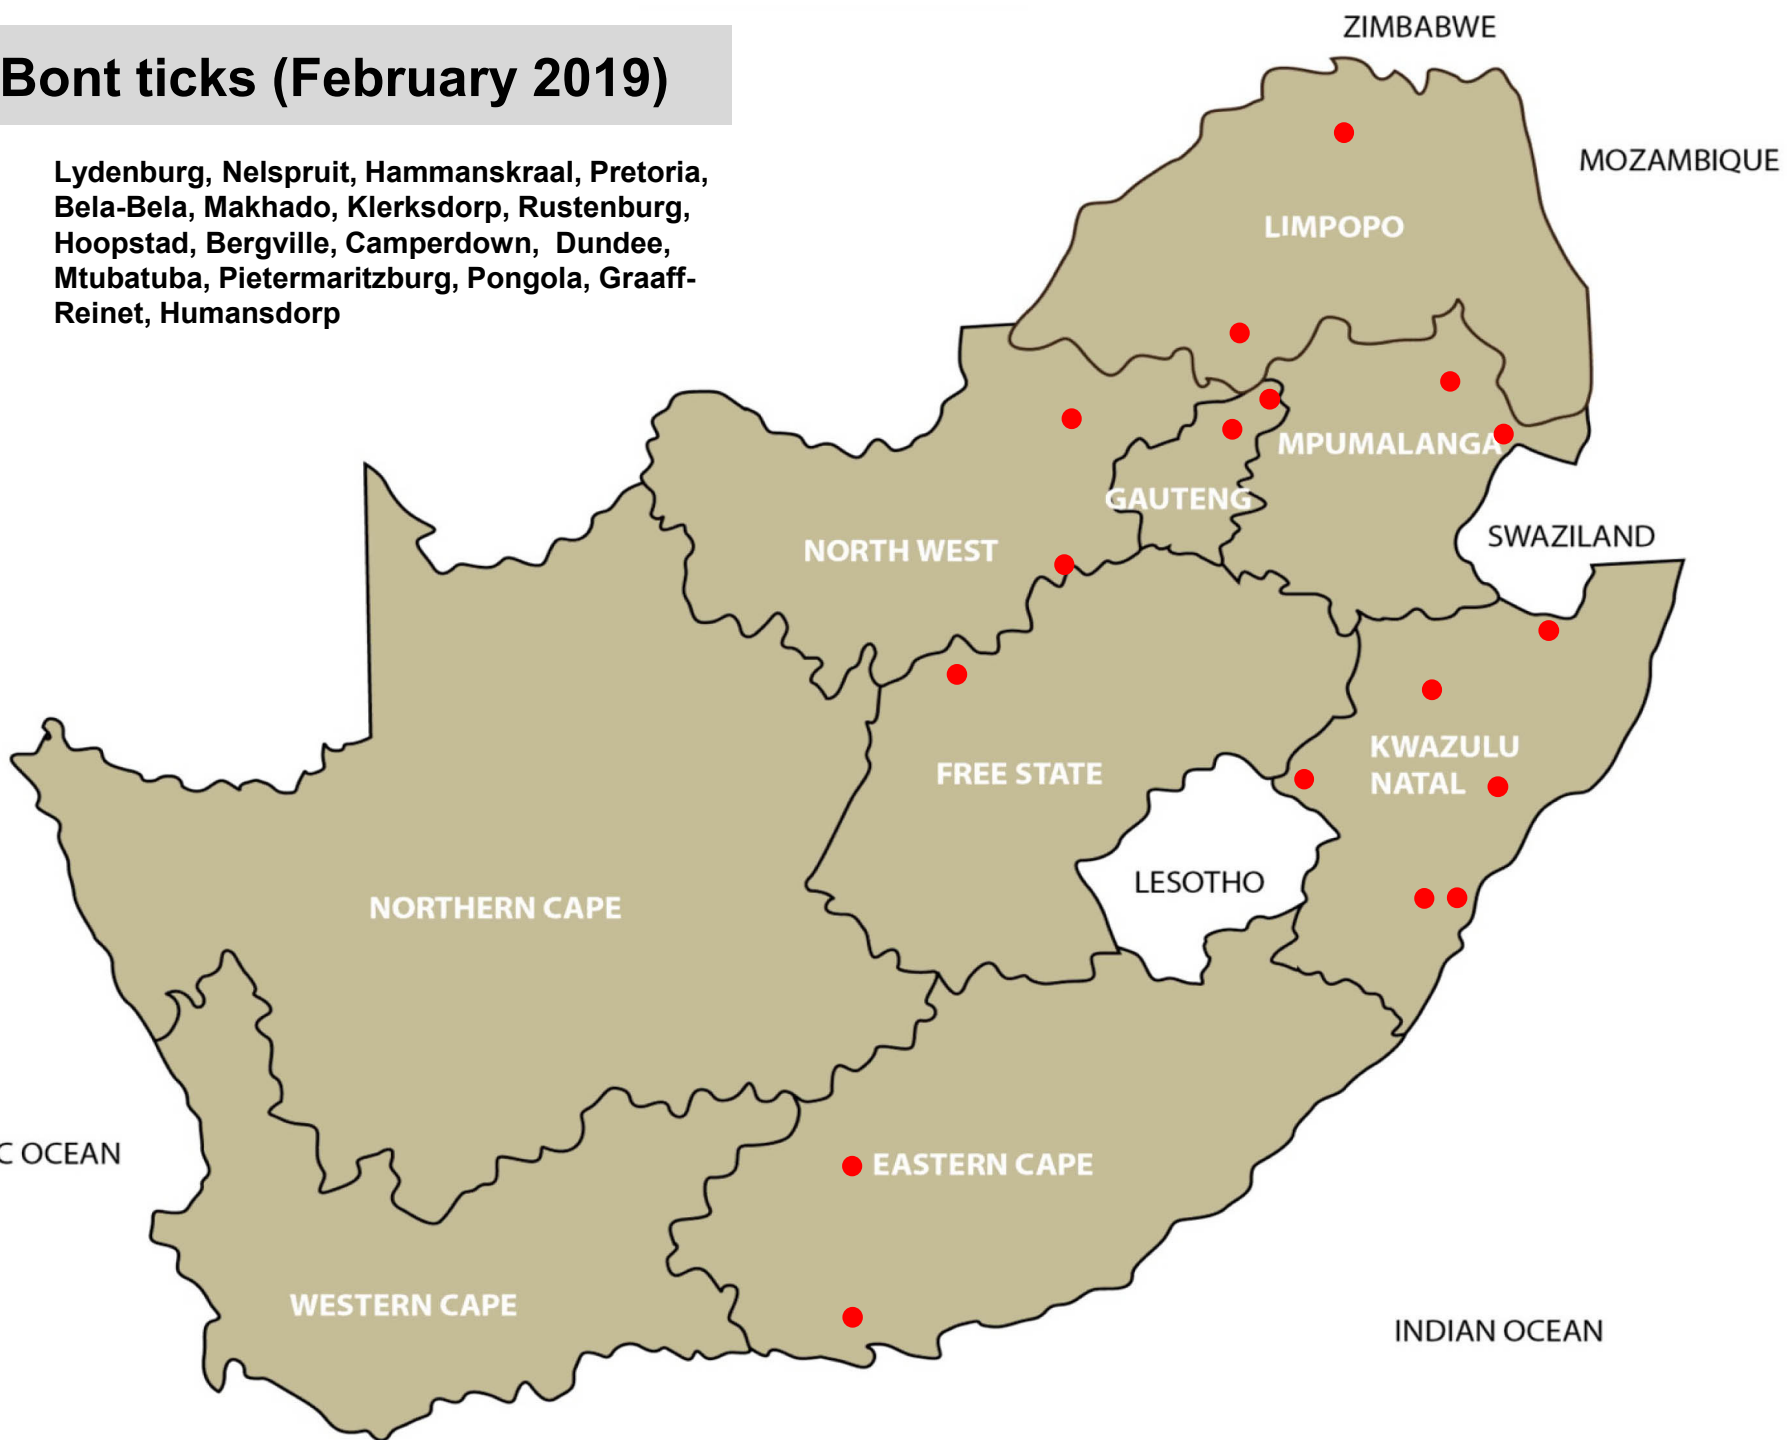 Bont ticks (February 2019)
Lydenburg, Nelspruit, Hammanskraal, Pretoria,
Bela-Bela, Makhado, Klerksdorp, Rustenburg,
Hoopstad, Bergville, Camperdown, Dundee,
Mtubatuba, Pietermaritzburg, Pongola, Graaff-
Reinet, Humansdorp
ZIMBABWE
MOZAMBIQUE
LIMPOPO
MPUMALANGA
GAUTENG
NORTH WEST
SWAZILAND
KWAZULU
NATAL
FREE STATE
LESOTHO
NORTHERN CAPE
C OCEAN
EASTERN CAPE
WESTERN CAPE
INDIAN OCEAN